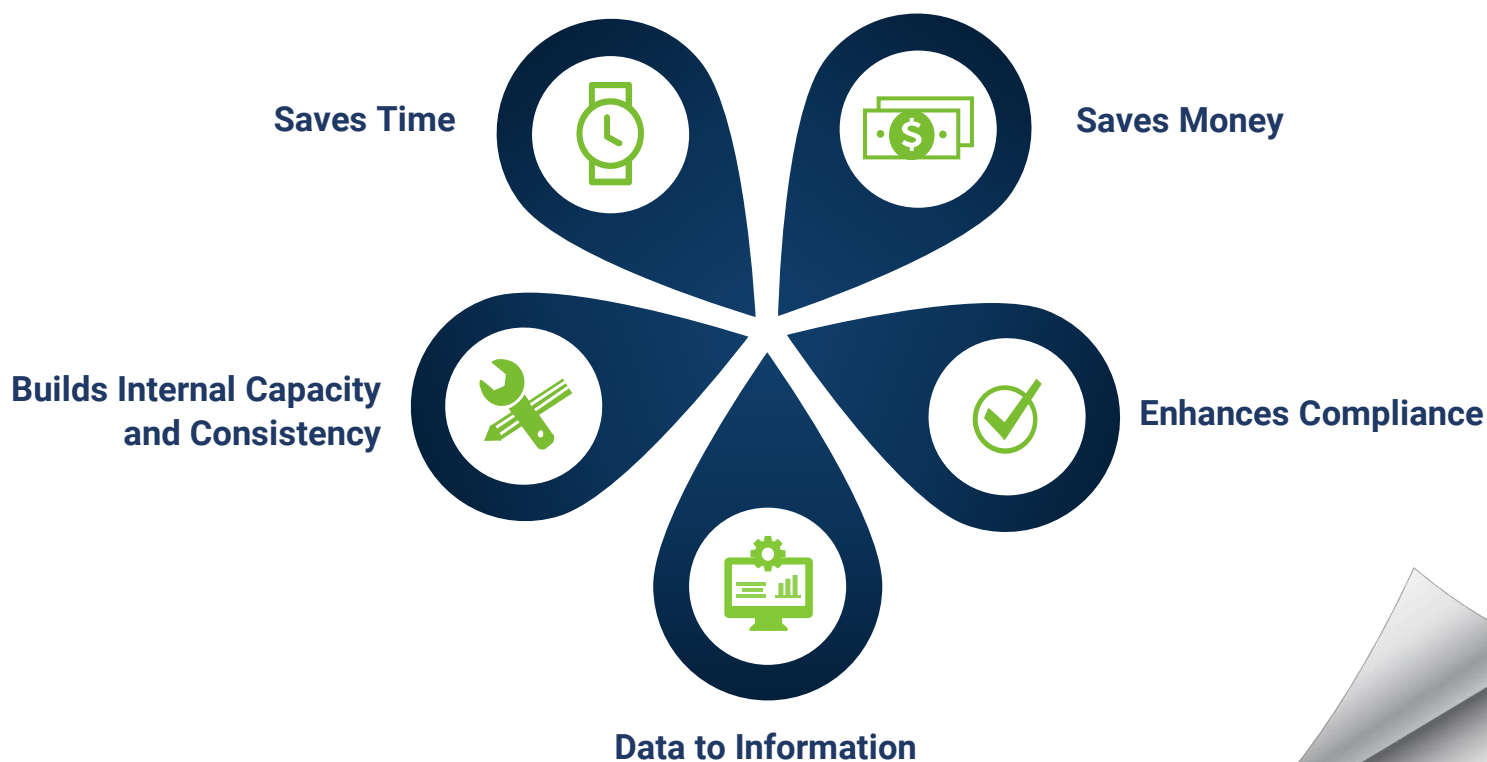 Saves Time
Saves Money
Builds Internal Capacity
and Consistency
Enhances Compliance
Data to Information
$